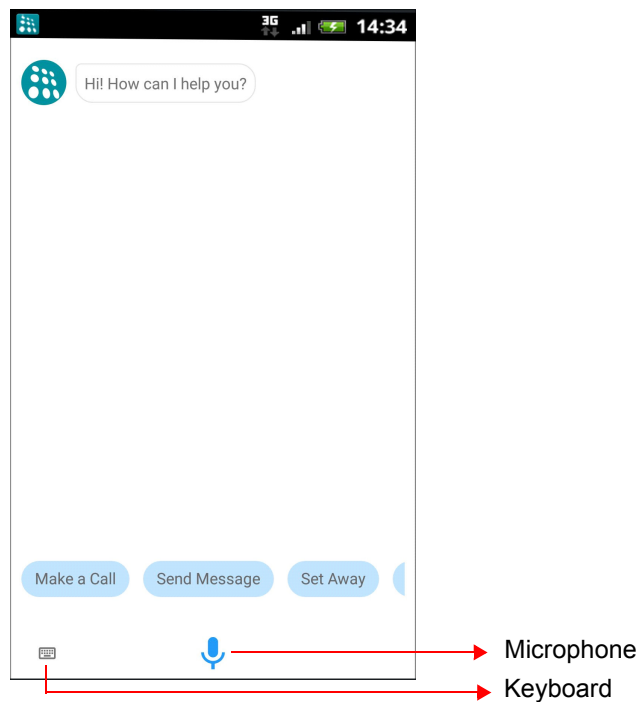 3G 14:34
Hi! How can I help you?
Make a Call Send Message Set Away
Microphone
Keyboard